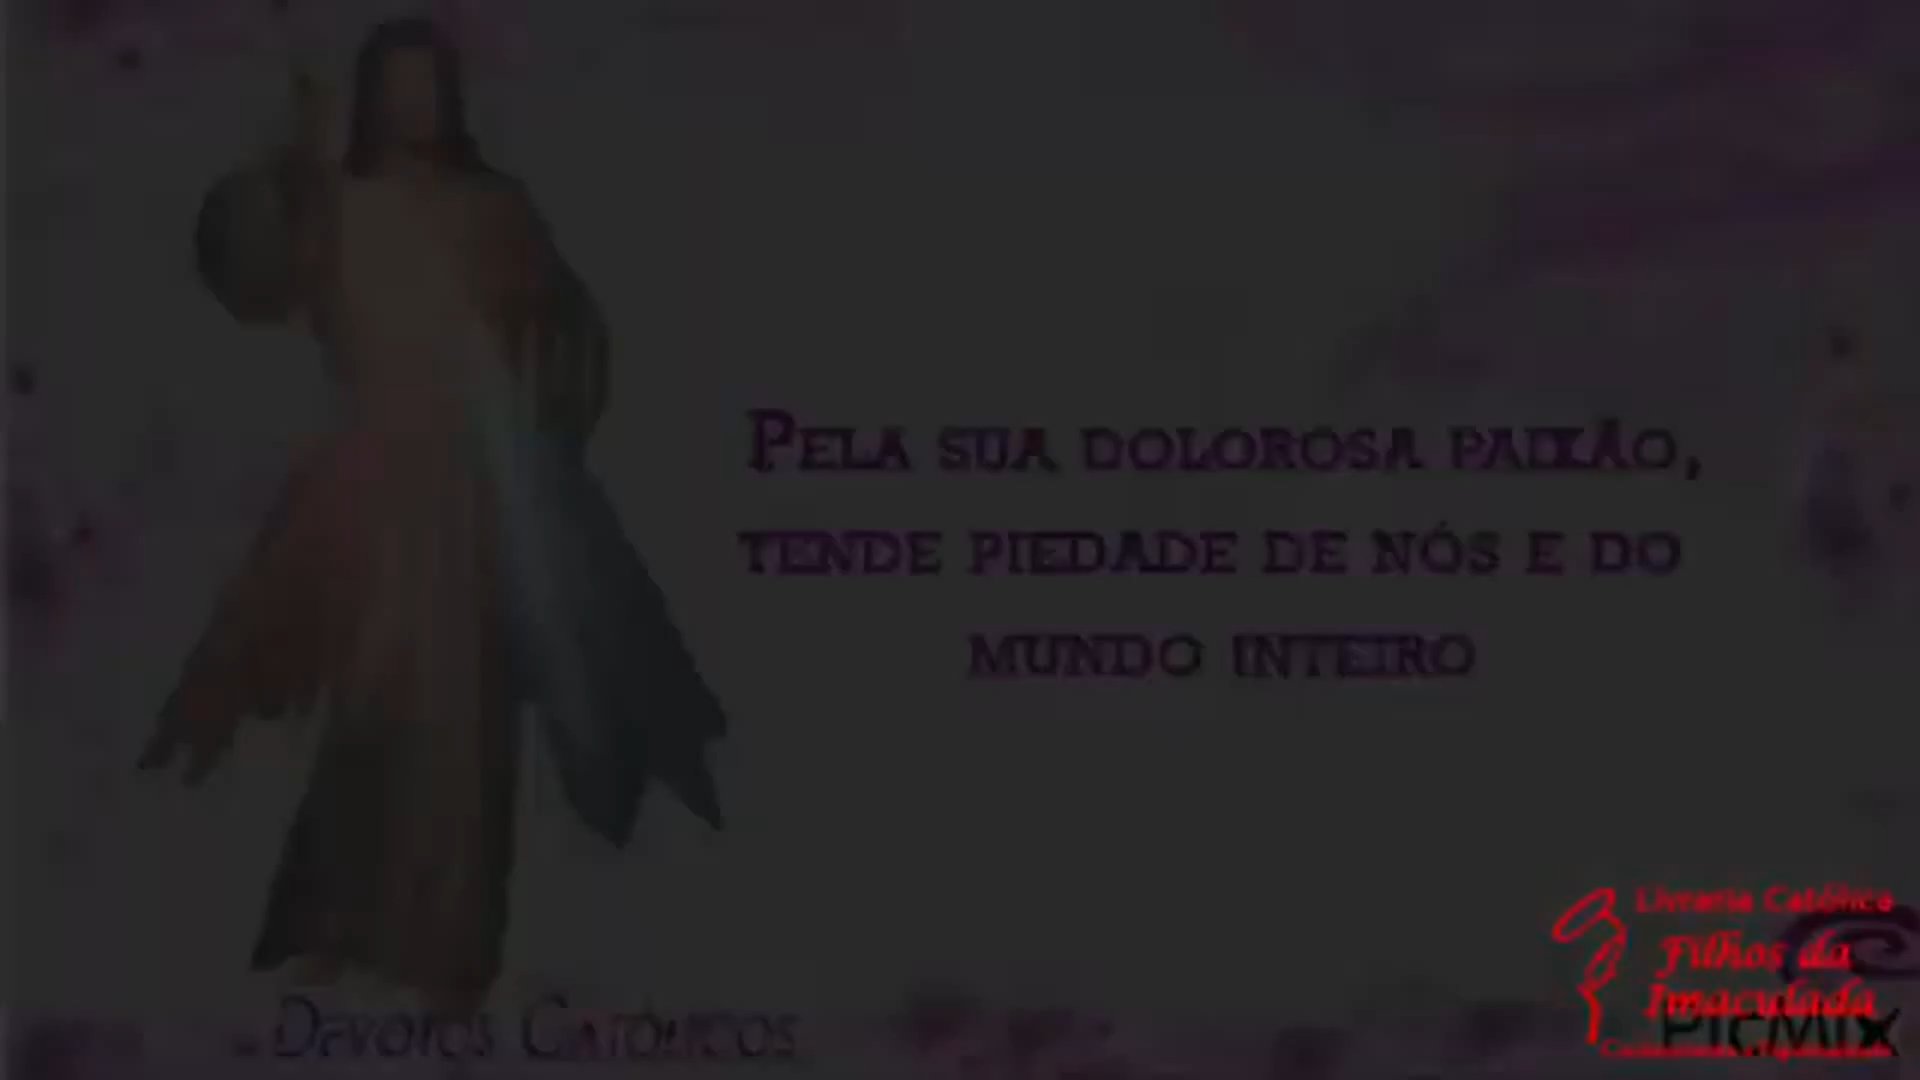 Pela sua dolorosa paixão,
tende piedade de nós e do
mundo inteiro
Livraria Católica
Filhos da
Imaculada
PicMix
Devotos Católicos